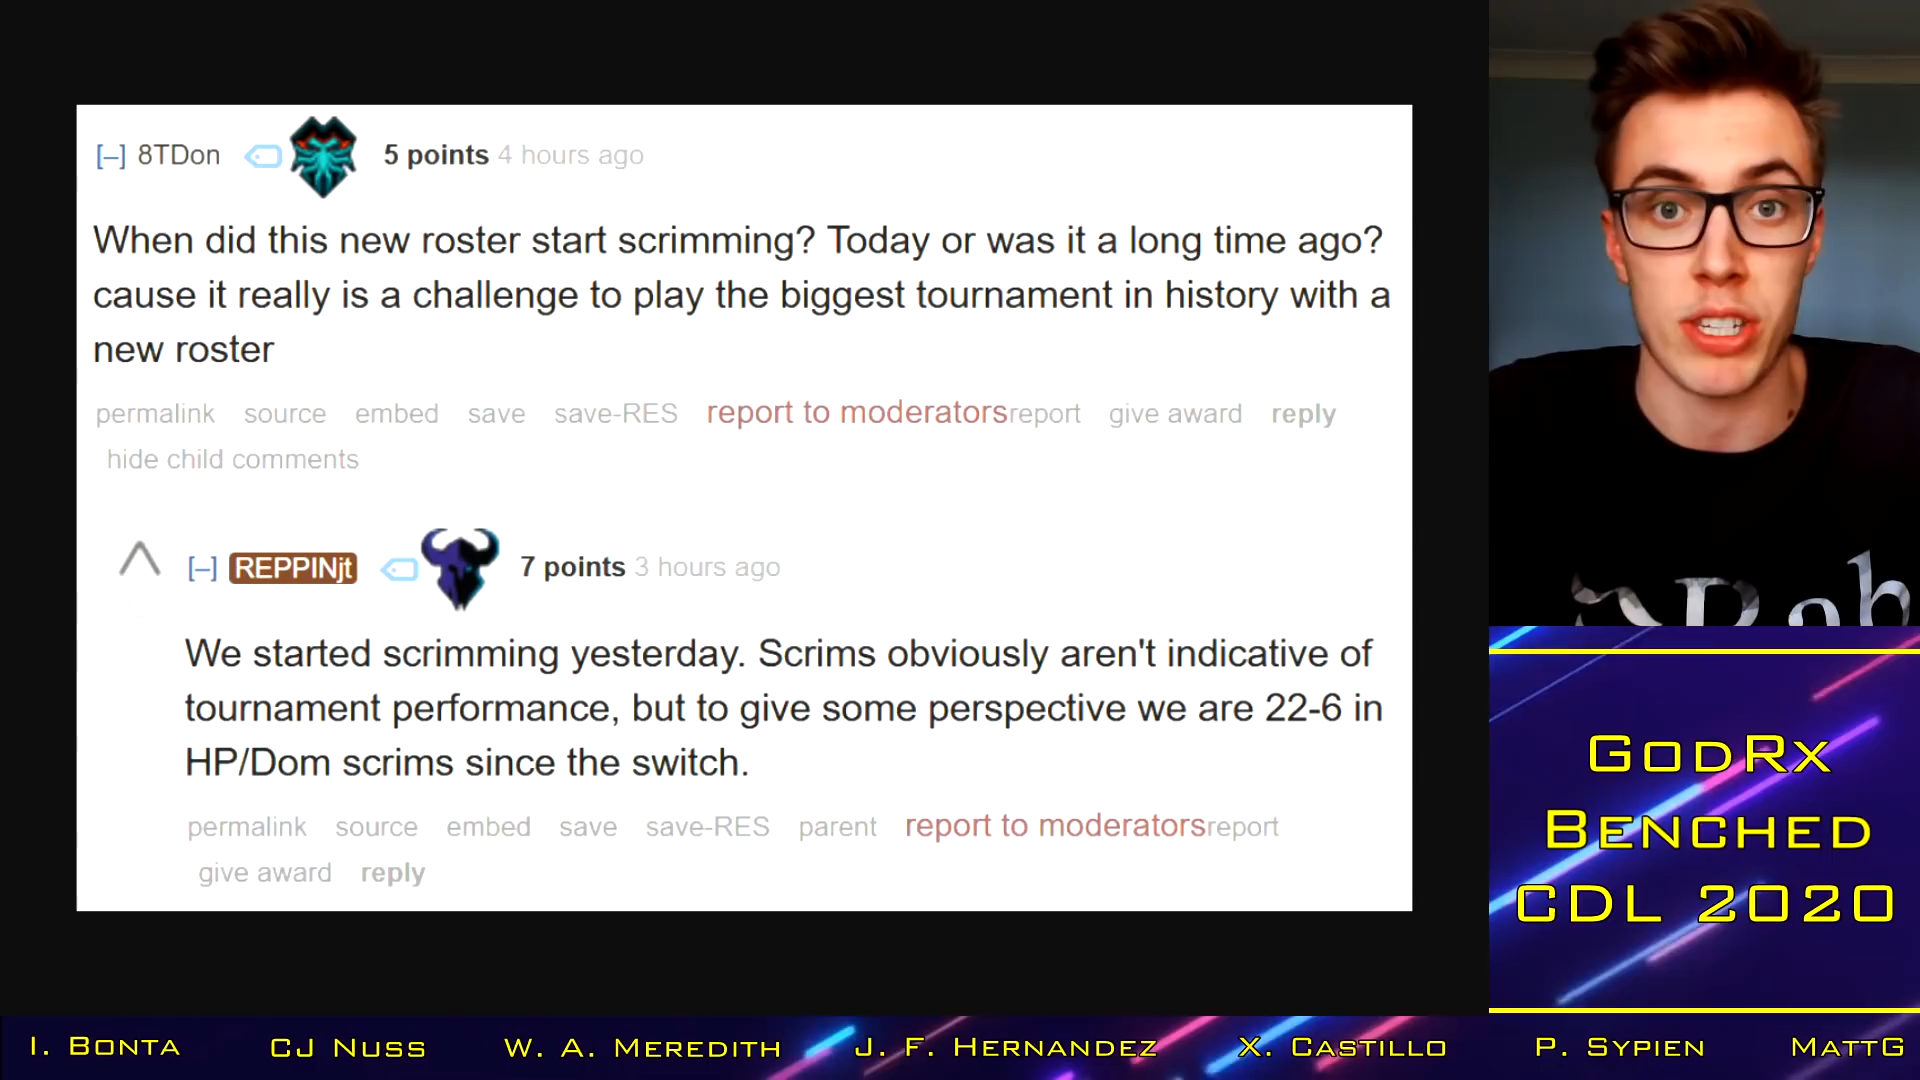 [–] 8TDon 5 points 4 hours ago
When did this new roster start scrimming? Today or was it a long time ago?
cause it really is a challenge to play the biggest tournament in history with a
new roster
permalink source embed save save-RES report to moderatorsreport give award reply
hide child comments
[–] REPPINjt 7 points 3 hours ago
We started scrimming yesterday. Scrims obviously aren't indicative of
tournament performance, but to give some perspective we are 22-6 in
HP/Dom scrims since the switch.
permalink source embed save save-RES parent report to moderatorsreport
give award reply
GodRx
Benched
CDL 2020
I. Bonta CJ Nuss W. A. Meredith J. F. Hernandez X. Castillo P. Sypien MattG